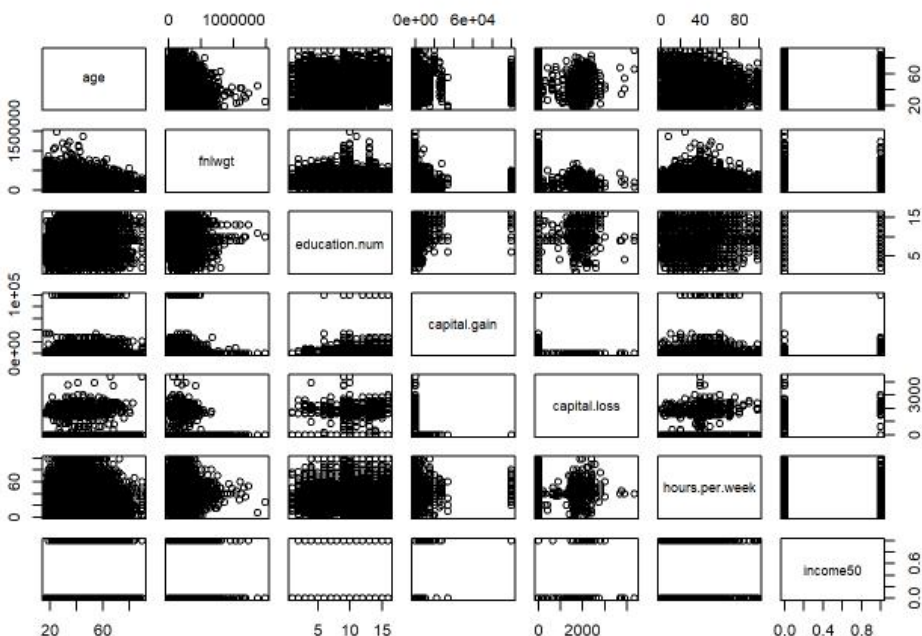 0 1000000 0e+00 6e+04 0 40 80
age
20 60
0 1500000
fnlwgt
education.num
5 15
0e+00 1e+05
capital.gain
capital.loss
0 3000
0 60
hours.per.week
income50
0.0 0.6
20 60 5 10 15 0 2000 0.0 0.4 0.8